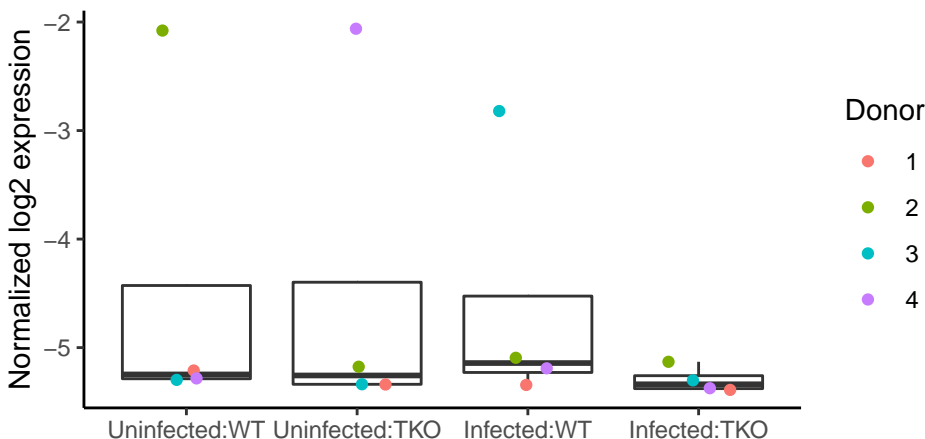 Normalized log2 expression
−2
−3
−4
−5
Uninfected:WT Uninfected:TKO Infected:WT Infected:TKO
Donor
1
2
3
4